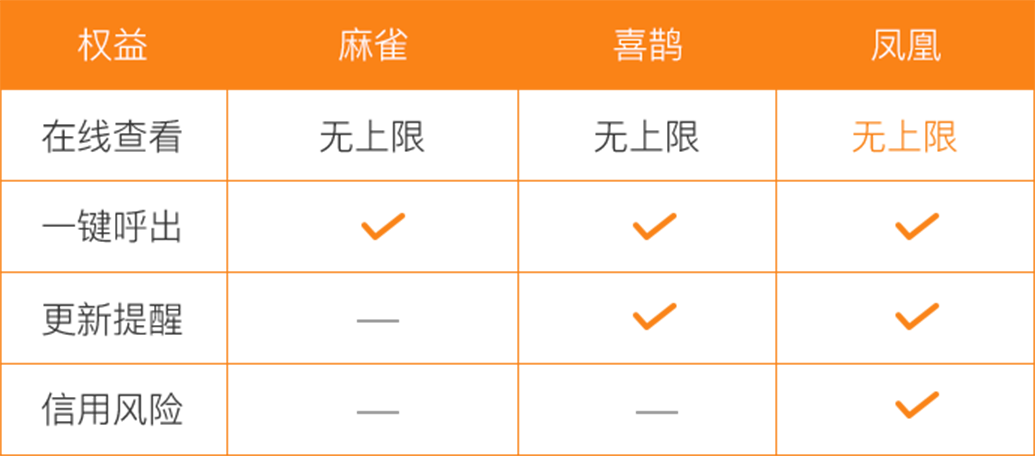 权益 麻雀 喜鹊 凤凰
在线查看 无上限 无上限 无上限
一键呼出 ✓ ✓ ✓
更新提醒 — ✓ ✓
信用风险 — — ✓